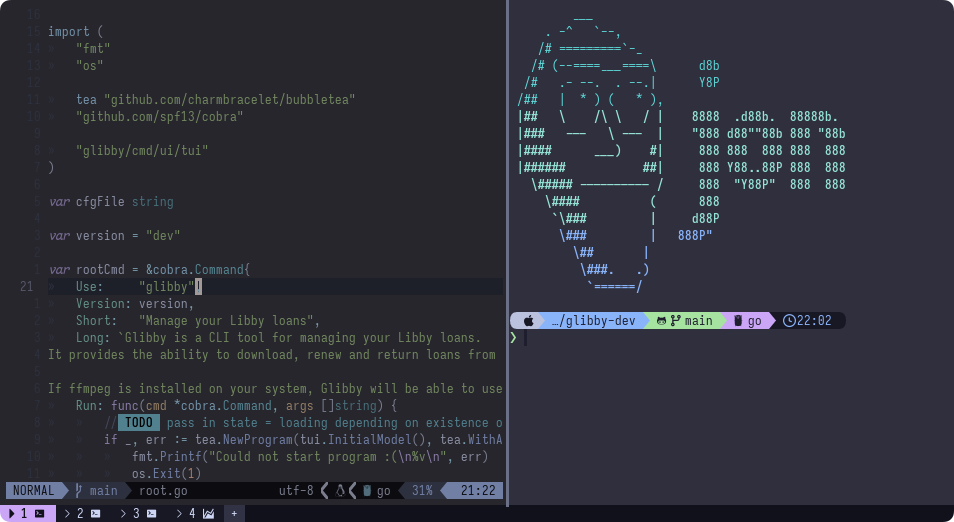 16
15 import (
14 "fmt"
13 "os"
12
11 tea "github.com/charmbracelet/bubbletea"
10 "github.com/spf13/cobra"
9
8 "glibby/cmd/ui/tui"
7 )
6
5 var cfgFile string
4
3 var version = "dev"
2
1 var rootCmd = &cobra.Command{
21 Use: "glibby",
1 Version: version,
2 Short: "Manage your Libby loans",
3 Long: `Glibby is a CLI tool for managing your Libby loans.
4 It provides the ability to download, renew and return loans from
5
6 If ffmpeg is installed on your system, Glibby will be able to use
7 Run: func(cmd *cobra.Command, args []string) {
8 // TODO pass in state = loading depending on existence o
9 if _, err := tea.NewProgram(tui.InitialModel(), tea.WithA
10 fmt.Printf("Could not start program :(\n%v\n", err)
11 os.Exit(1)
NORMAL main root.go utf-8 go 31% 21:22
1 2 3 4 +
      ___
  . -^   `--,
 /# =========`-_
/# (--====___====\      d8b
/#   .- --.  . --.|      Y8P
/##   |  * ) (   * ),
|##   \    /\ \   / |    8888  .d88b.  88888b.
|###   ---    \ ---  |    "888 d88""88b 888 "88b
|####      ___)    #|     888 888  888 888  888
|######           ##|     888 Y88..88P 888  888
\##### ---------- /     888  "Y88P"  888  888
\####          (      888
`\###         |     d88P
\###         |   888P"
\##       |
\###.   .)
`======/
…/glibby-dev main go 22:02
❯